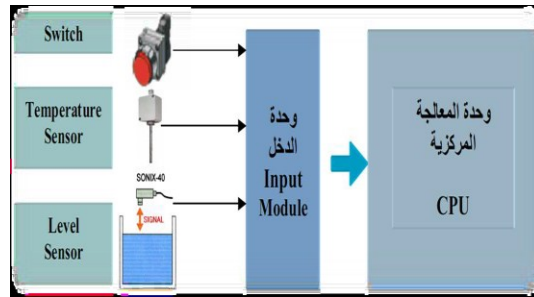 Switch
Temperature
Sensor
SONIX-40
SIGNAL
Level
Sensor
وحدة
الدخل
Input
Module
وحدة المعالجة
المركزية
CPU